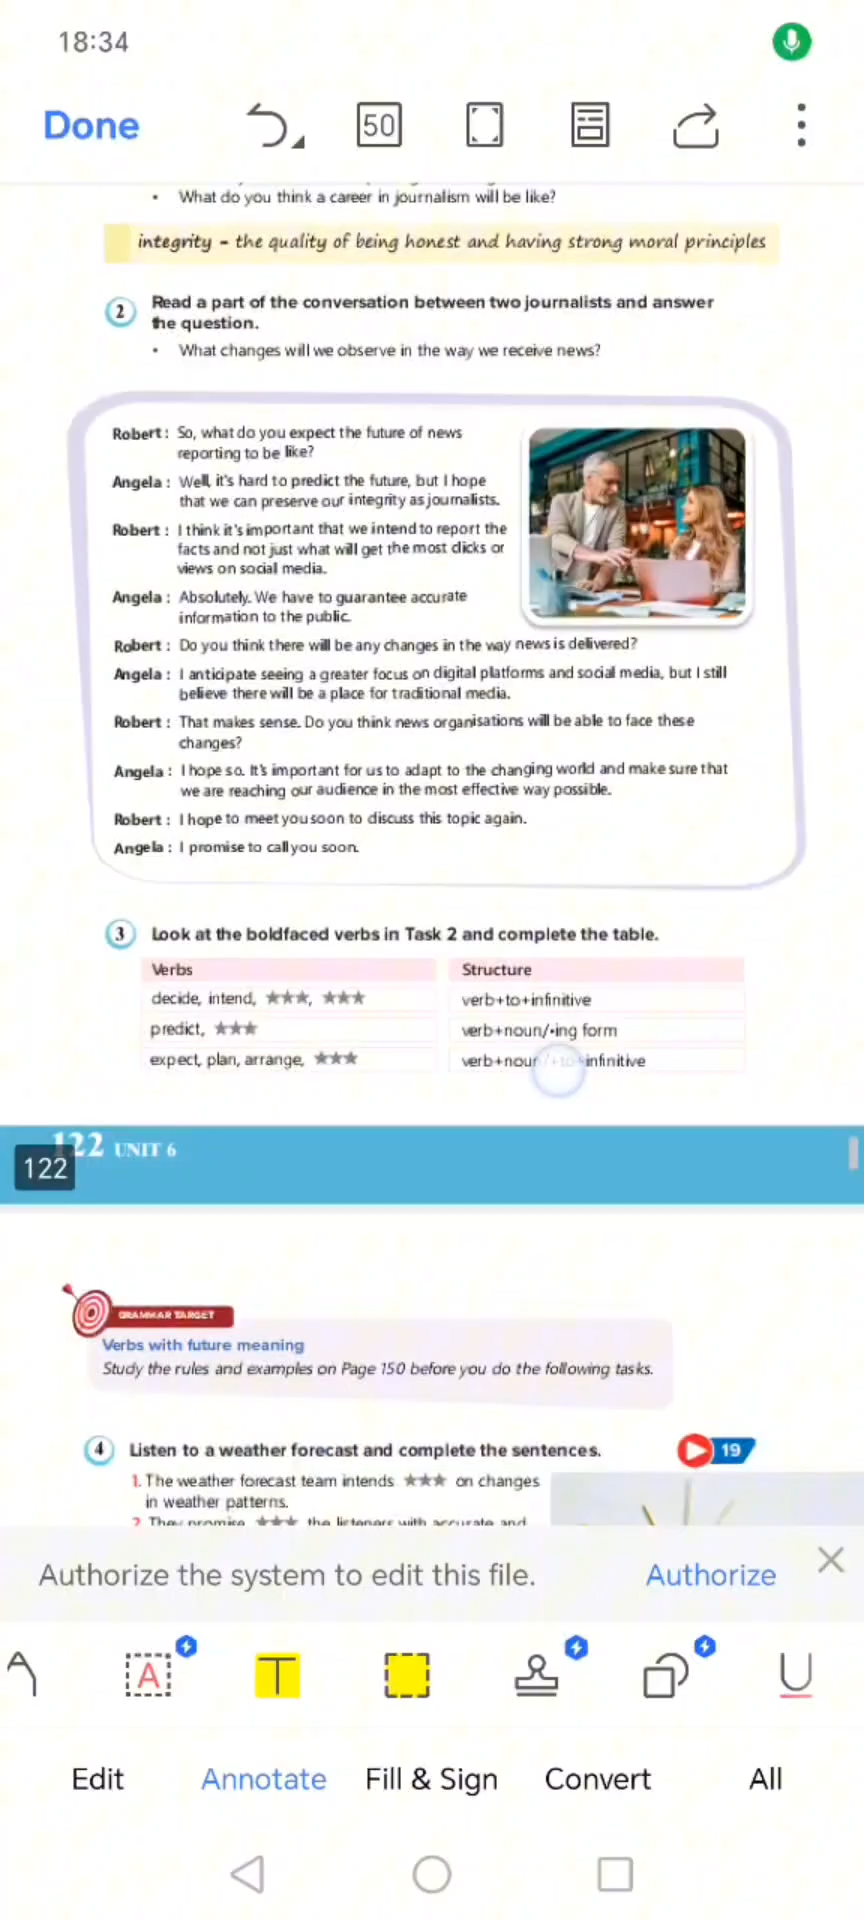 18:34
Done
50
• What do you think a career in journalism will be like?
integrity - the quality of being honest and having strong moral principles
2 Read a part of the conversation between two journalists and answer
the question.
• What changes will we observe in the way we receive news?
Robert: So, what do you expect the future of news
reporting to be like?
Angela: Well, it's hard to predict the future, but I hope
that we can preserve our integrity as journalists.
Robert: I think it's important that we intend to report the
facts and not just what will get the most clicks or
views on social media.
Angela: Absolutely. We have to guarantee accurate
information to the public.
Robert: Do you think there will be any changes in the way news is delivered?
Angela: I anticipate seeing a greater focus on digital platforms and social media, but I still
believe there will be a place for traditional media.
Robert: That makes sense. Do you think news organisations will be able to face these
changes?
Angela: I hope so. It's important for us to adapt to the changing world and make sure that
we are reaching our audience in the most effective way possible.
Robert: I hope to meet you soon to discuss this topic again.
Angela: I promise to call you soon.
3 Look at the boldfaced verbs in Task 2 and complete the table.
Verbs Structure
decide, intend, ★★★, ★★★ verb+to+infinitive
predict, ★★★ verb+noun/-ing form
expect, plan, arrange, ★★★ verb+noun/+to+infinitive
122 UNIT 6
122
GRAMMAR TARGET
Verbs with future meaning
Study the rules and examples on Page 150 before you do the following tasks.
4 Listen to a weather forecast and complete the sentences. 19
1. The weather forecast team intends ★★★ on changes
in weather patterns.
2. They promise ★★★ the listeners with accurate and
Authorize the system to edit this file. Authorize
A T U
Edit Annotate Fill & Sign Convert All